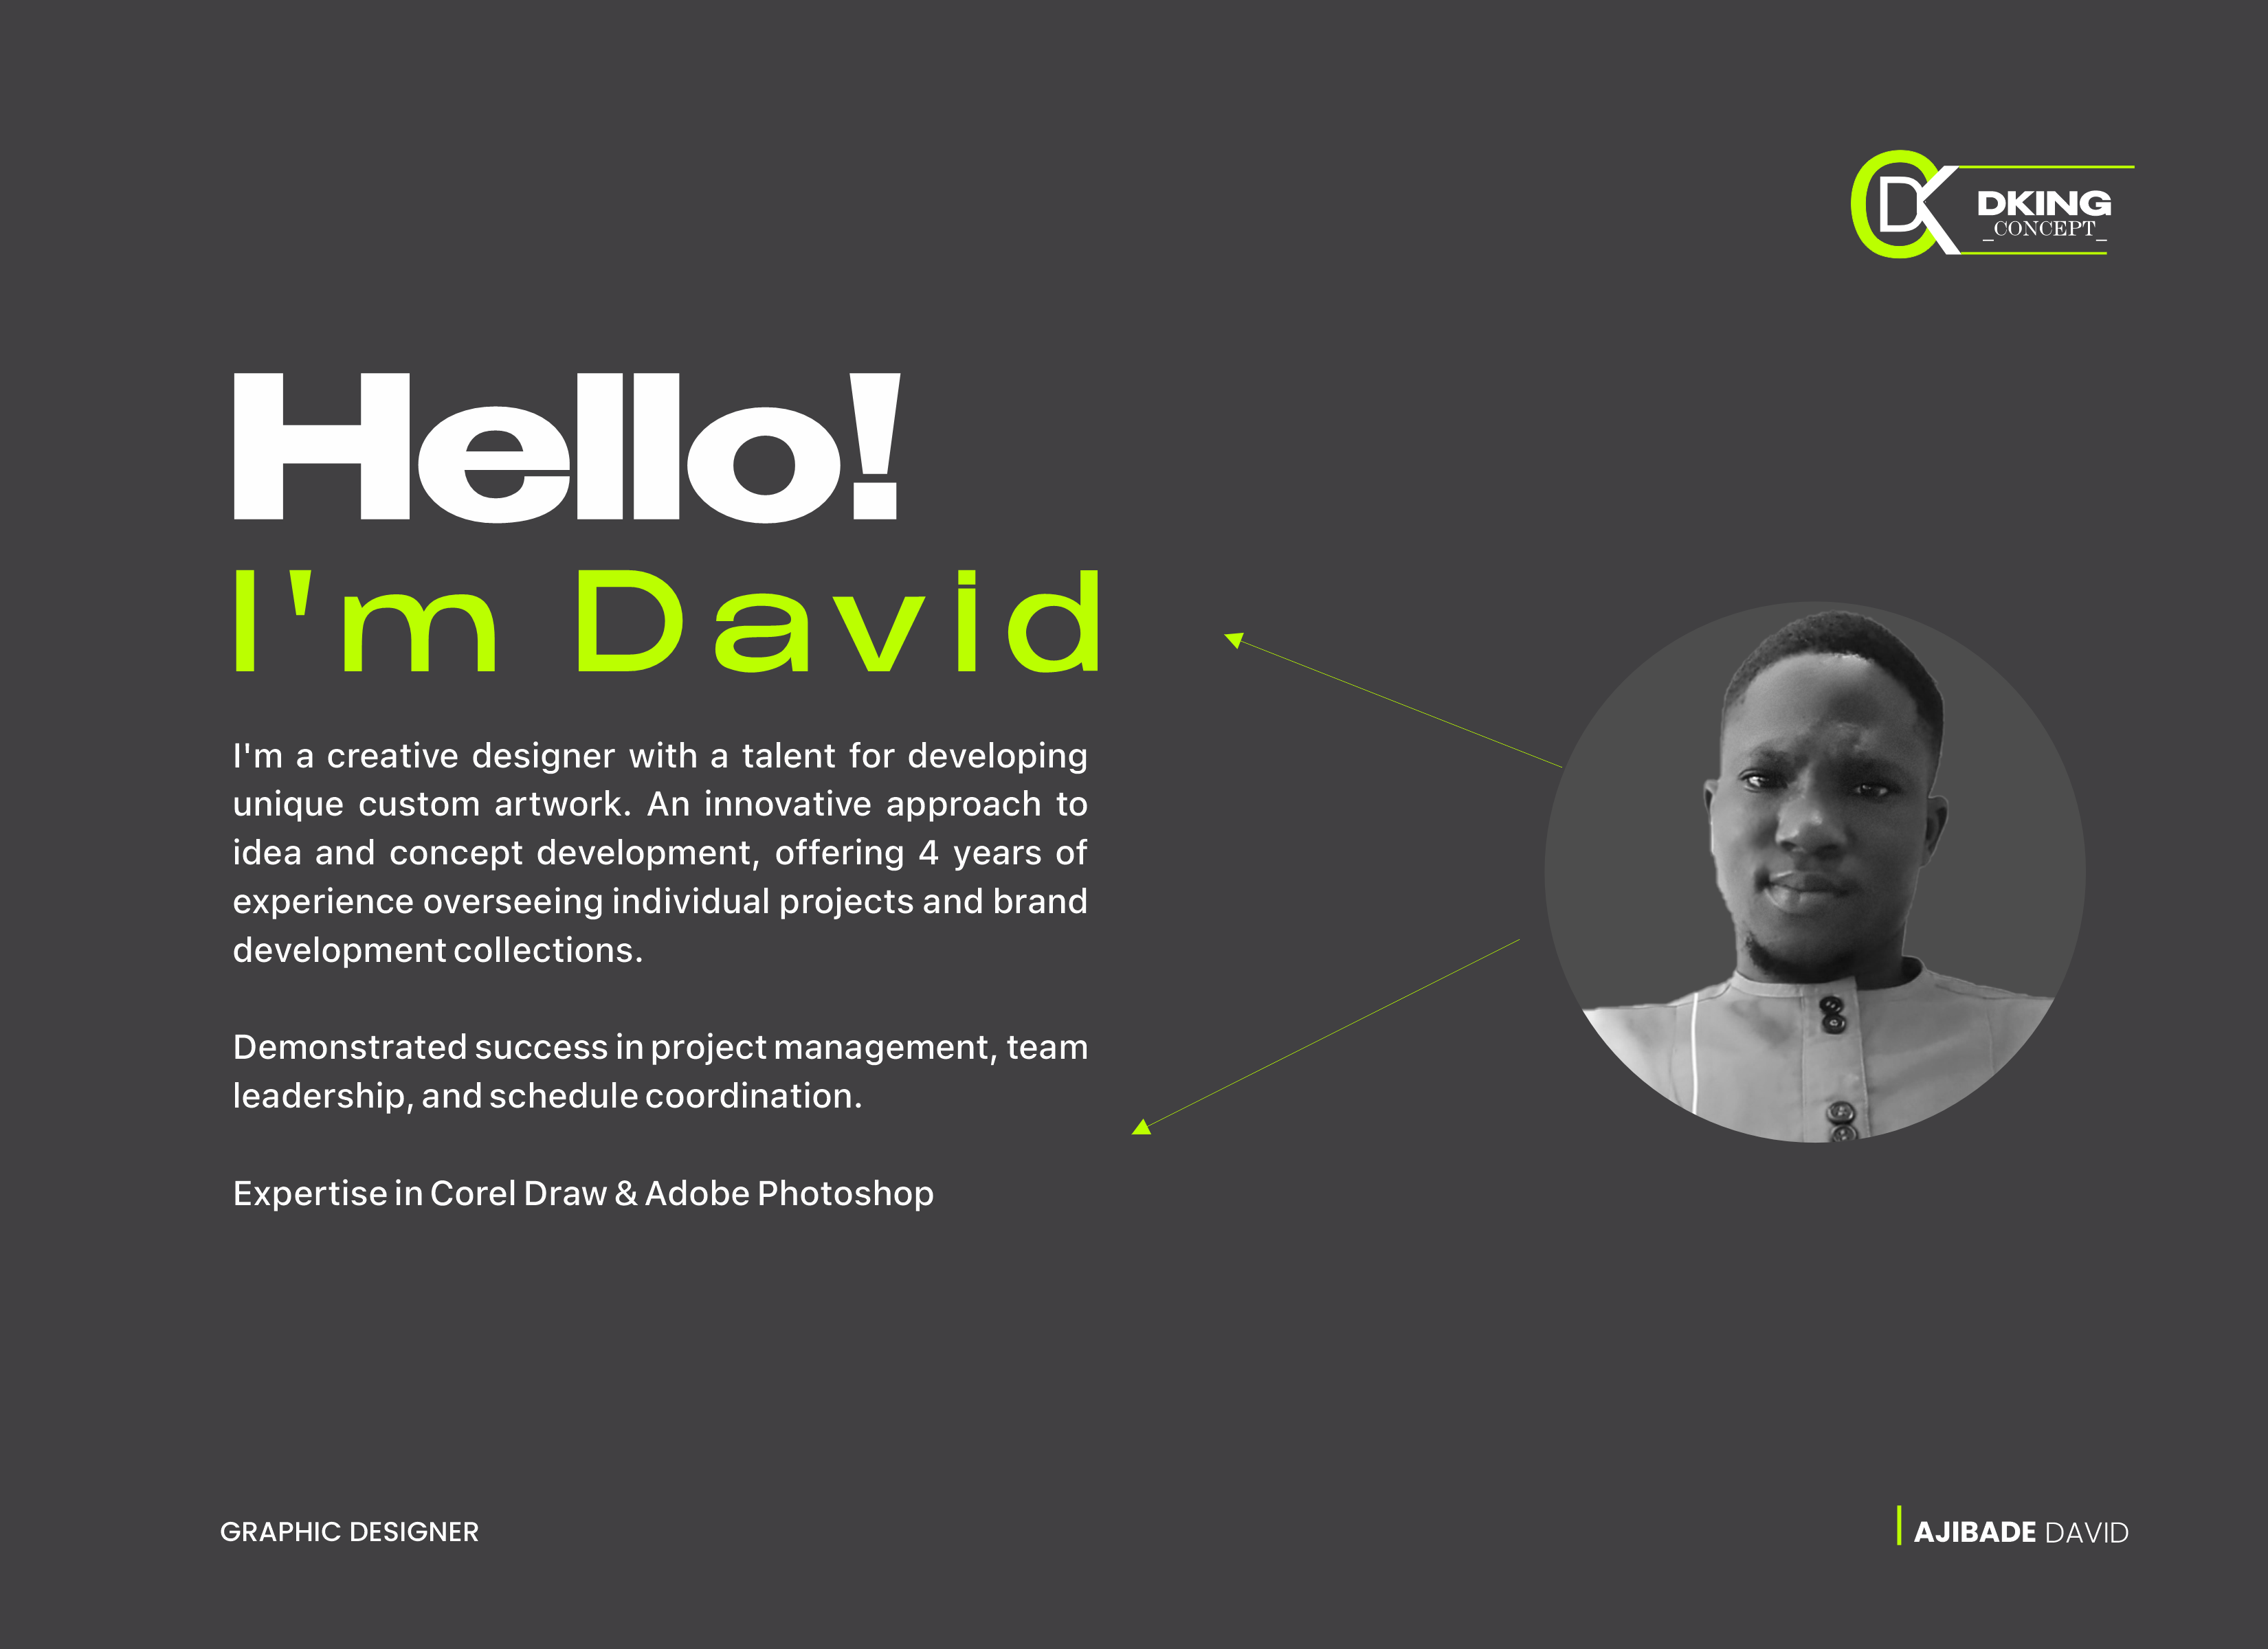 DK
DKING
_CONCEPT_
Hello!
I'm David
I'm a creative designer with a talent for developing
unique custom artwork. An innovative approach to
idea and concept development, offering 4 years of
experience overseeing individual projects and brand
development collections.
Demonstrated success in project management, team
leadership, and schedule coordination.
Expertise in Corel Draw & Adobe Photoshop
GRAPHIC DESIGNER
AJIBADE DAVID